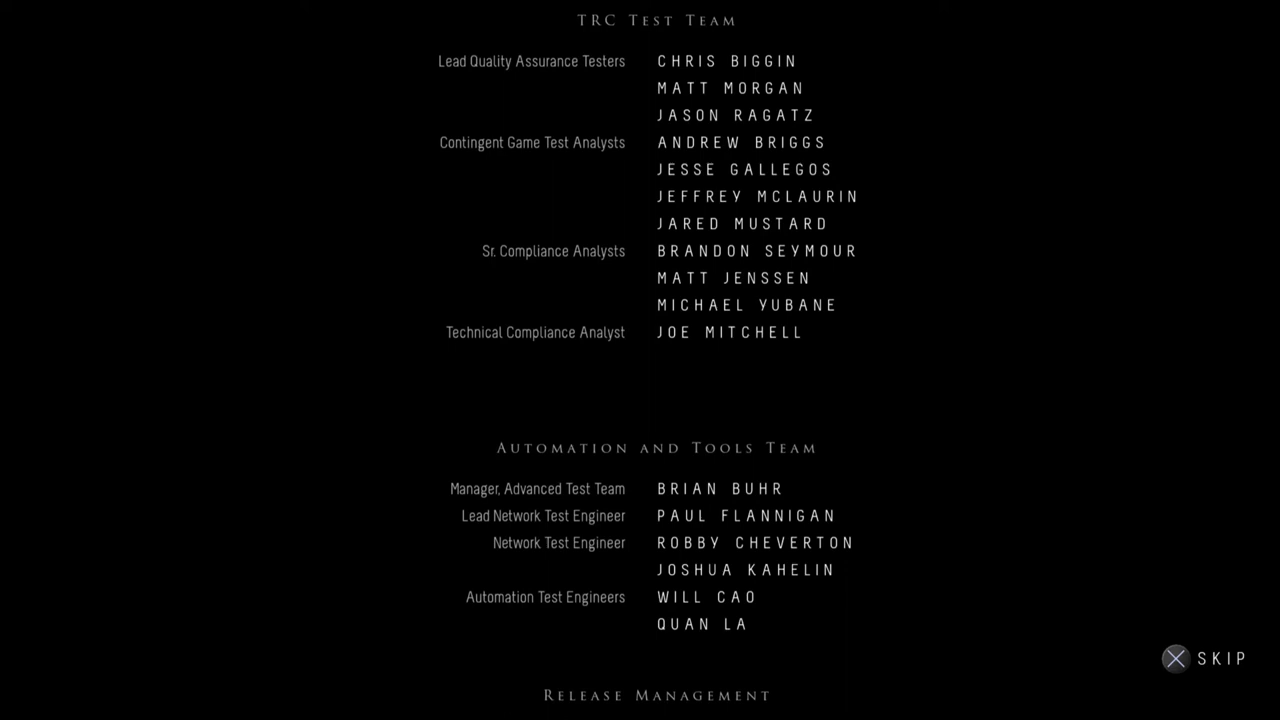 TRC Test Team
Lead Quality Assurance Testers CHRIS BIGGIN
MATT MORGAN
JASON RAGATZ
Contingent Game Test Analysts ANDREW BRIGGS
JESSE GALLEGOS
JEFFREY MCLAURIN
JARED MUSTARD
Sr. Compliance Analysts BRANDON SEYMOUR
MATT JENSSEN
MICHAEL YUBANE
Technical Compliance Analyst JOE MITCHELL
Automation and Tools Team
Manager, Advanced Test Team BRIAN BUHR
Lead Network Test Engineer PAUL FLANNIGAN
Network Test Engineer ROBBY CHEVERTON
JOSHUA KAHELIN
Automation Test Engineers WILL CAO
QUAN LA
SKIP
Release Management